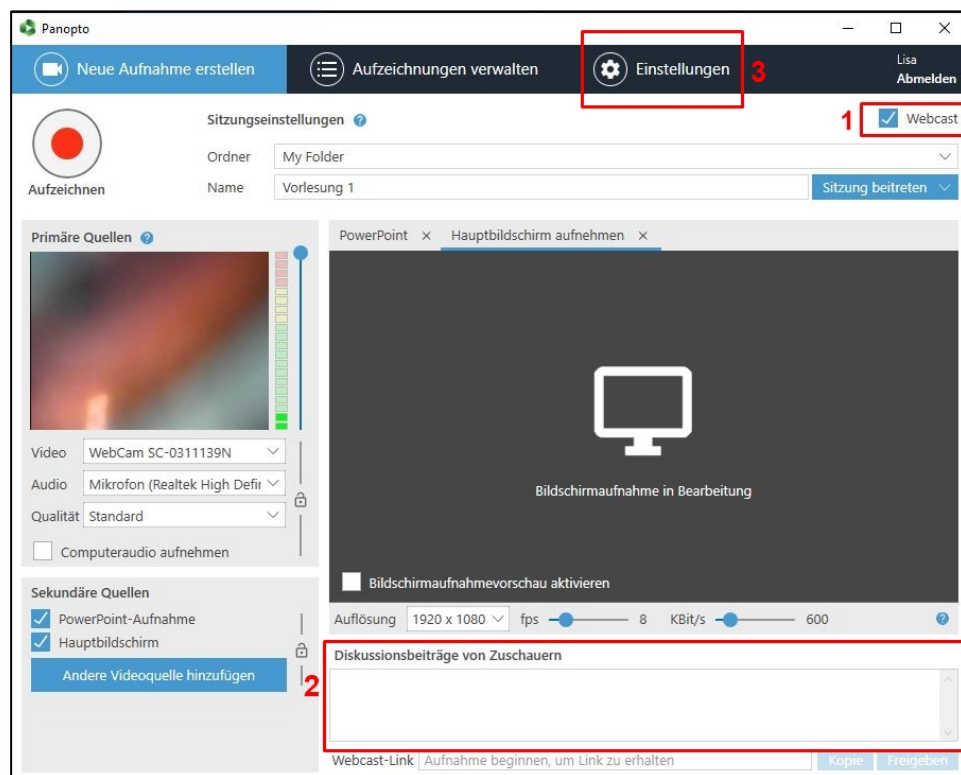 Panopto
Neue Aufnahme erstellen
Aufzeichnungen verwalten
Einstellungen
3
Lisa
Abmelden
Aufzeichnen
Sitzungseinstellungen ?
1
Webcast
Ordner My Folder
Name Vorlesung 1 Sitzung beitreten
Primäre Quellen ?
PowerPoint × Hauptbildschirm aufnehmen ×
Video WebCam SC-0311139N
Audio Mikrofon (Realtek High Defir
Qualität Standard
Computeraudio aufnehmen
Bildschirmaufnahme in Bearbeitung
Bildschirmaufnahmevorschau aktivieren
Sekundäre Quellen
PowerPoint-Aufnahme
Hauptbildschirm
Andere Videoquelle hinzufügen
Auflösung 1920 x 1080 fps 8 KBit/s 600 ?
2
Diskussionsbeiträge von Zuschauern
Webcast-Link Aufnahme beginnen, um Link zu erhalten Kopie Freigeben